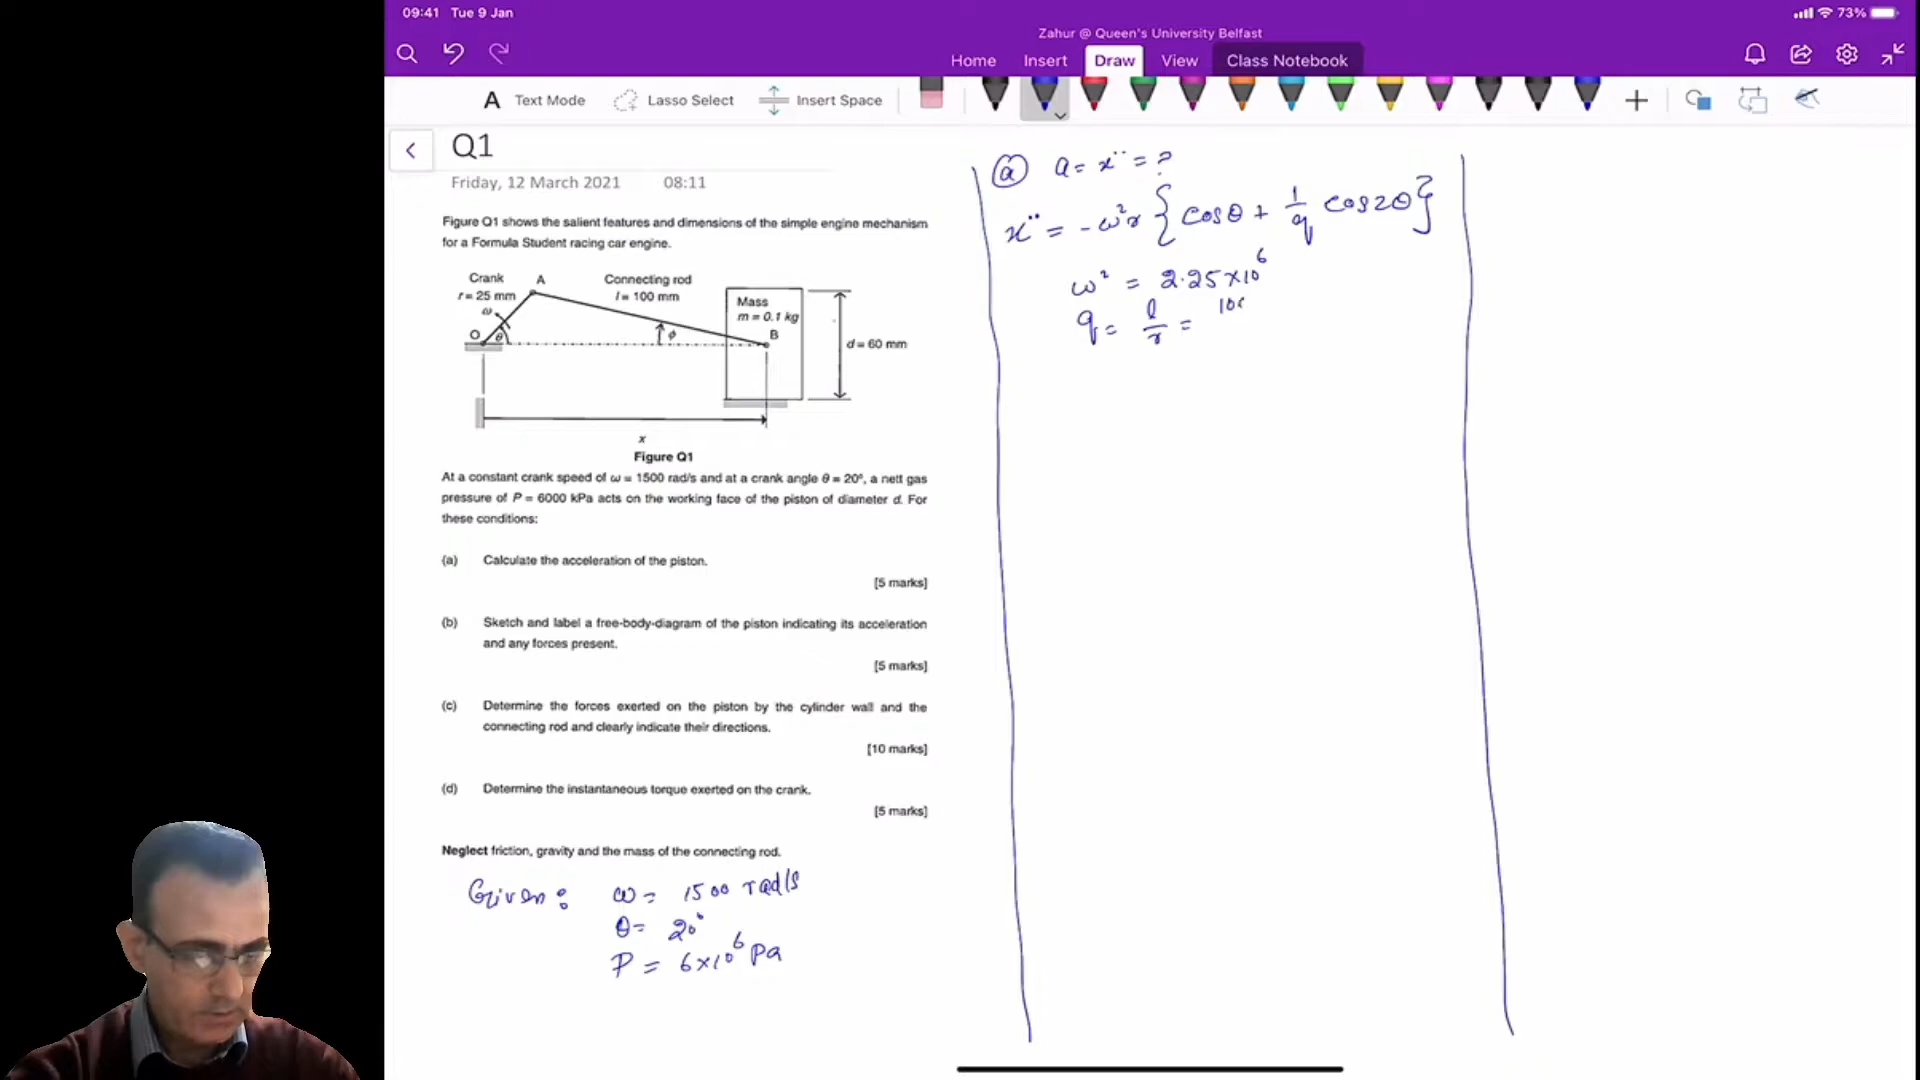 09:41 Tue 9 Jan
73%
Zahur @ Queen's University Belfast
Home Insert Draw View Class Notebook
A Text Mode Lasso Select Insert Space
Q1
Friday, 12 March 2021 08:11
Figure Q1 shows the salient features and dimensions of the simple engine mechanism
for a Formula Student racing car engine.
Crank A Connecting rod
r = 25 mm l = 100 mm
Mass
m = 0.1 kg
ω
O θ ϕ B d = 60 mm
x
Figure Q1
At a constant crank speed of ω = 1500 rad/s and at a crank angle θ = 20º, a nett gas
pressure of P = 6000 kPa acts on the working face of the piston of diameter d. For
these conditions:
(a) Calculate the acceleration of the piston.
[5 marks]
(b) Sketch and label a free-body-diagram of the piston indicating its acceleration
and any forces present.
[5 marks]
(c) Determine the forces exerted on the piston by the cylinder wall and the
connecting rod and clearly indicate their directions.
[10 marks]
(d) Determine the instantaneous torque exerted on the crank.
[5 marks]
Neglect friction, gravity and the mass of the connecting rod.
Given: ω = 1500 rad/s
θ = 20°
P = 6×10⁶ Pa
(a) a = x¨ = ?
x¨ = -ω²r { cosθ + 1/q cos2θ }
ω² = 2.25×10⁶
q = l/r = 100